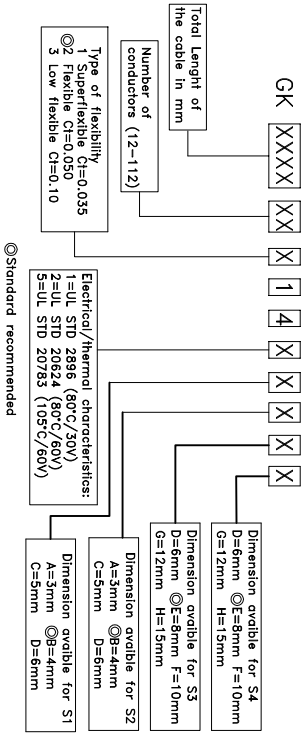 GK XXXX XX X 1 4 X X X X X
Total Lenght of
the cable in mm
Number of
conductors (12-112)
Type of flexibility
1 Superflexible Ct=0.035
◎2 Flexible Ct=0.050
3 Low flexible Ct=0.10
Electrical/thermal characteristics:
1=UL STD 2896 (80°C/30V)
2=UL STD 20624 (80°C/60V)
5=UL STD 20783 (105°C/60V)
Dimension avaible for S1
A=3mm ◎B=4mm
C=5mm D=6mm
Dimension avaible for S2
A=3mm ◎B=4mm
C=5mm D=6mm
Dimension avaible for S3
D=6mm ◎E=8mm F=10mm
G=12mm H=15mm
Dimension avaible for S4
D=6mm ◎E=8mm F=10mm
G=12mm H=15mm
◎Standard recommended